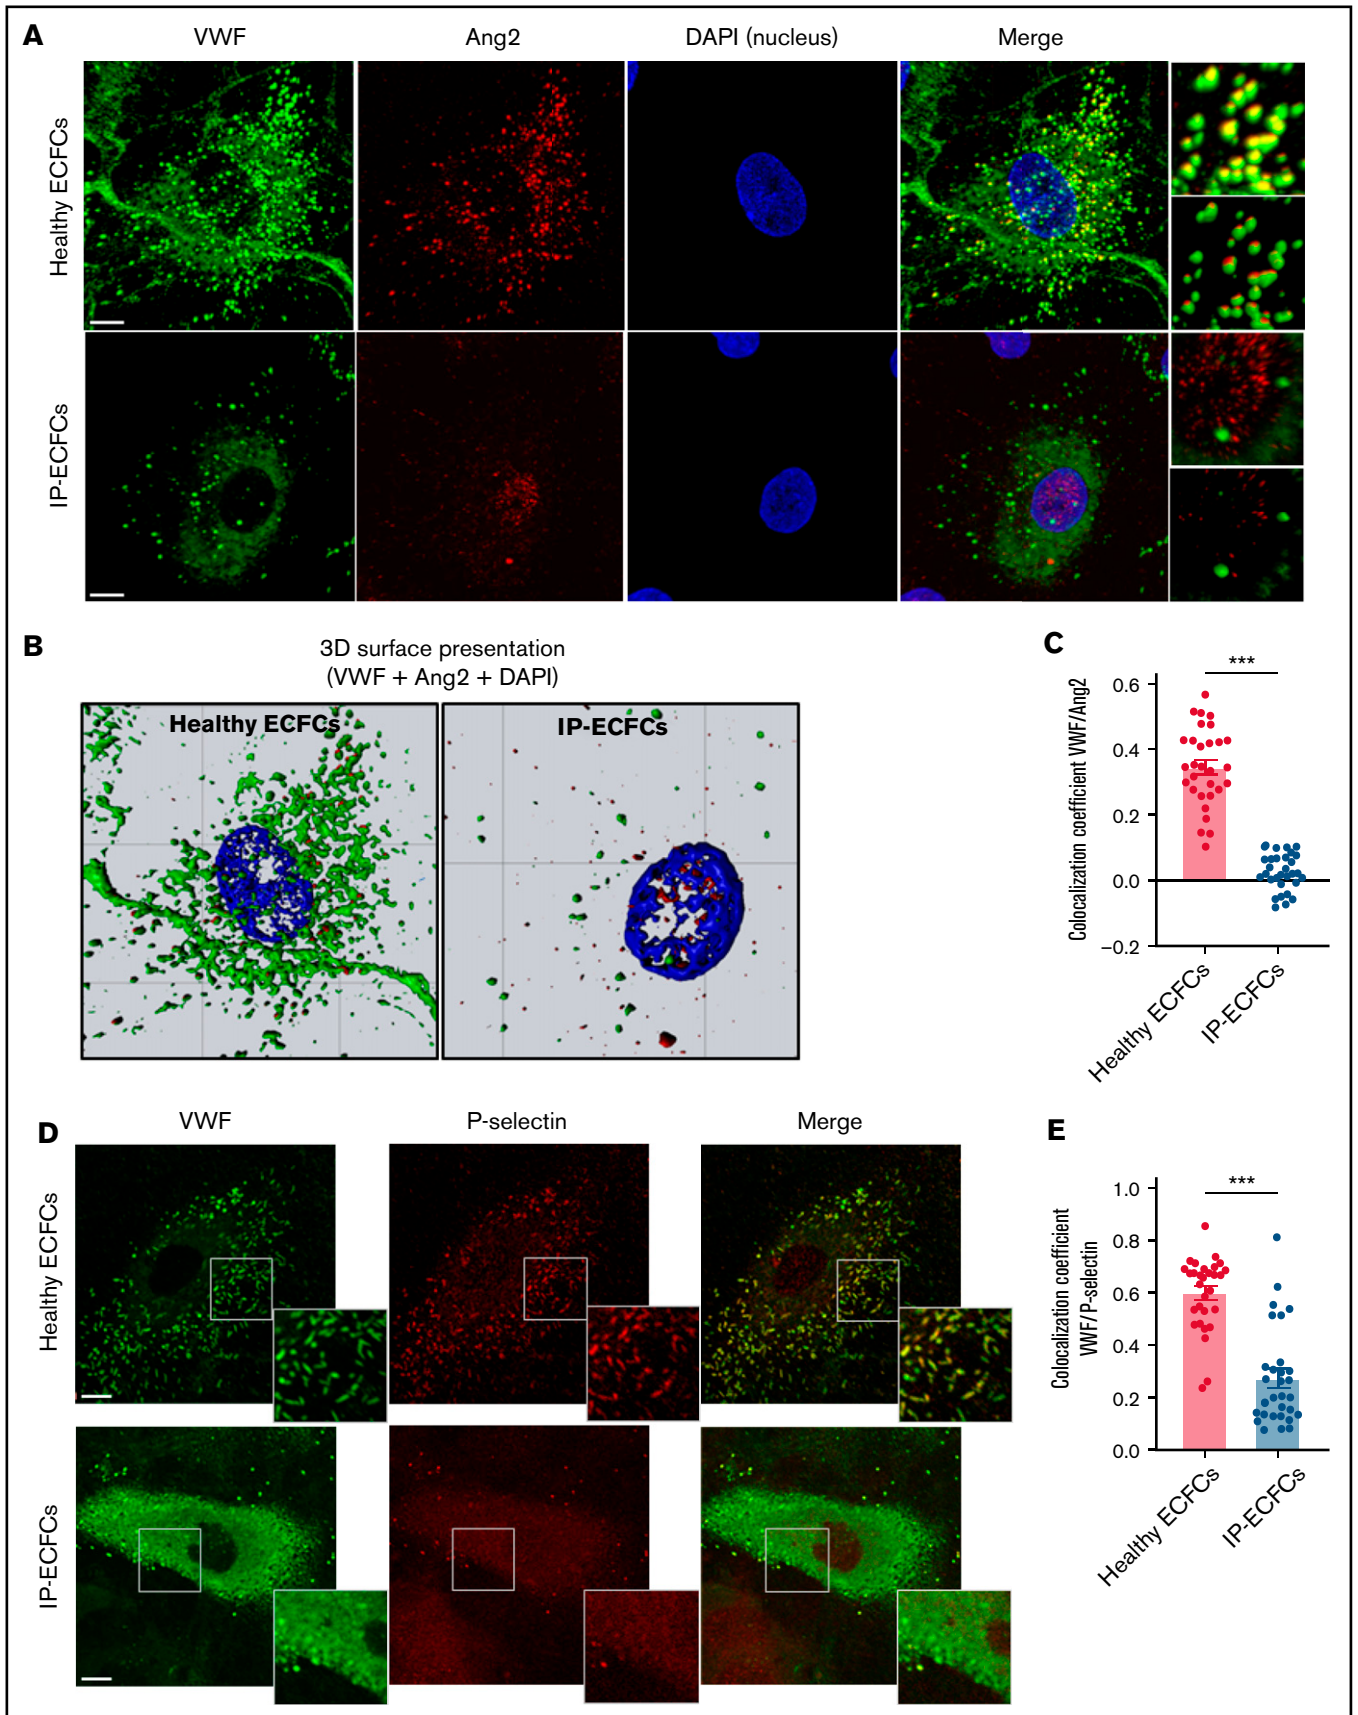 A
VWF
Ang2
DAPI (nucleus)
Merge
Healthy ECFCs
IP-ECFCs
B
3D surface presentation
(VWF + Ang2 + DAPI)
Healthy ECFCs
IP-ECFCs
C
Colocalization coefficient VWF/Ang2
***
0.6
0.4
0.2
0.0
−0.2
Healthy ECFCs
IP-ECFCs
D
VWF
P-selectin
Merge
Healthy ECFCs
IP-ECFCs
E
Colocalization coefficient
VWF/P-selectin
***
1.0
0.8
0.6
0.4
0.2
0.0
Healthy ECFCs
IP-ECFCs